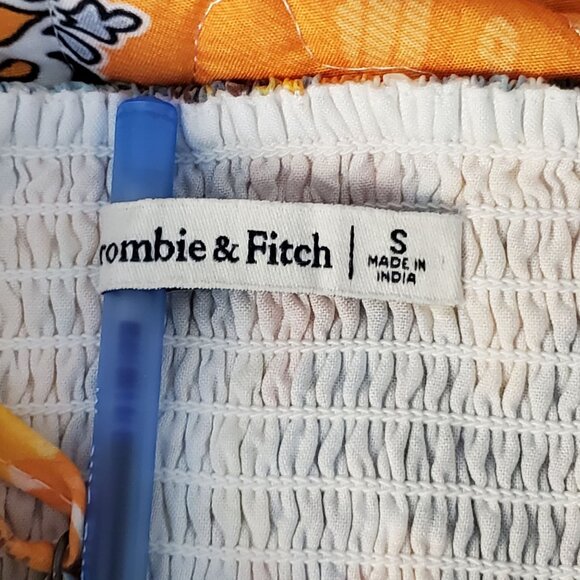 rombie & Fitch
S
MADE IN
INDIA